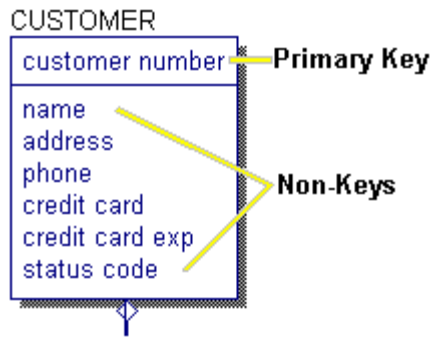 CUSTOMER
customer number
Primary Key
name
address
phone
Non-Keys
credit card
credit card exp
status code